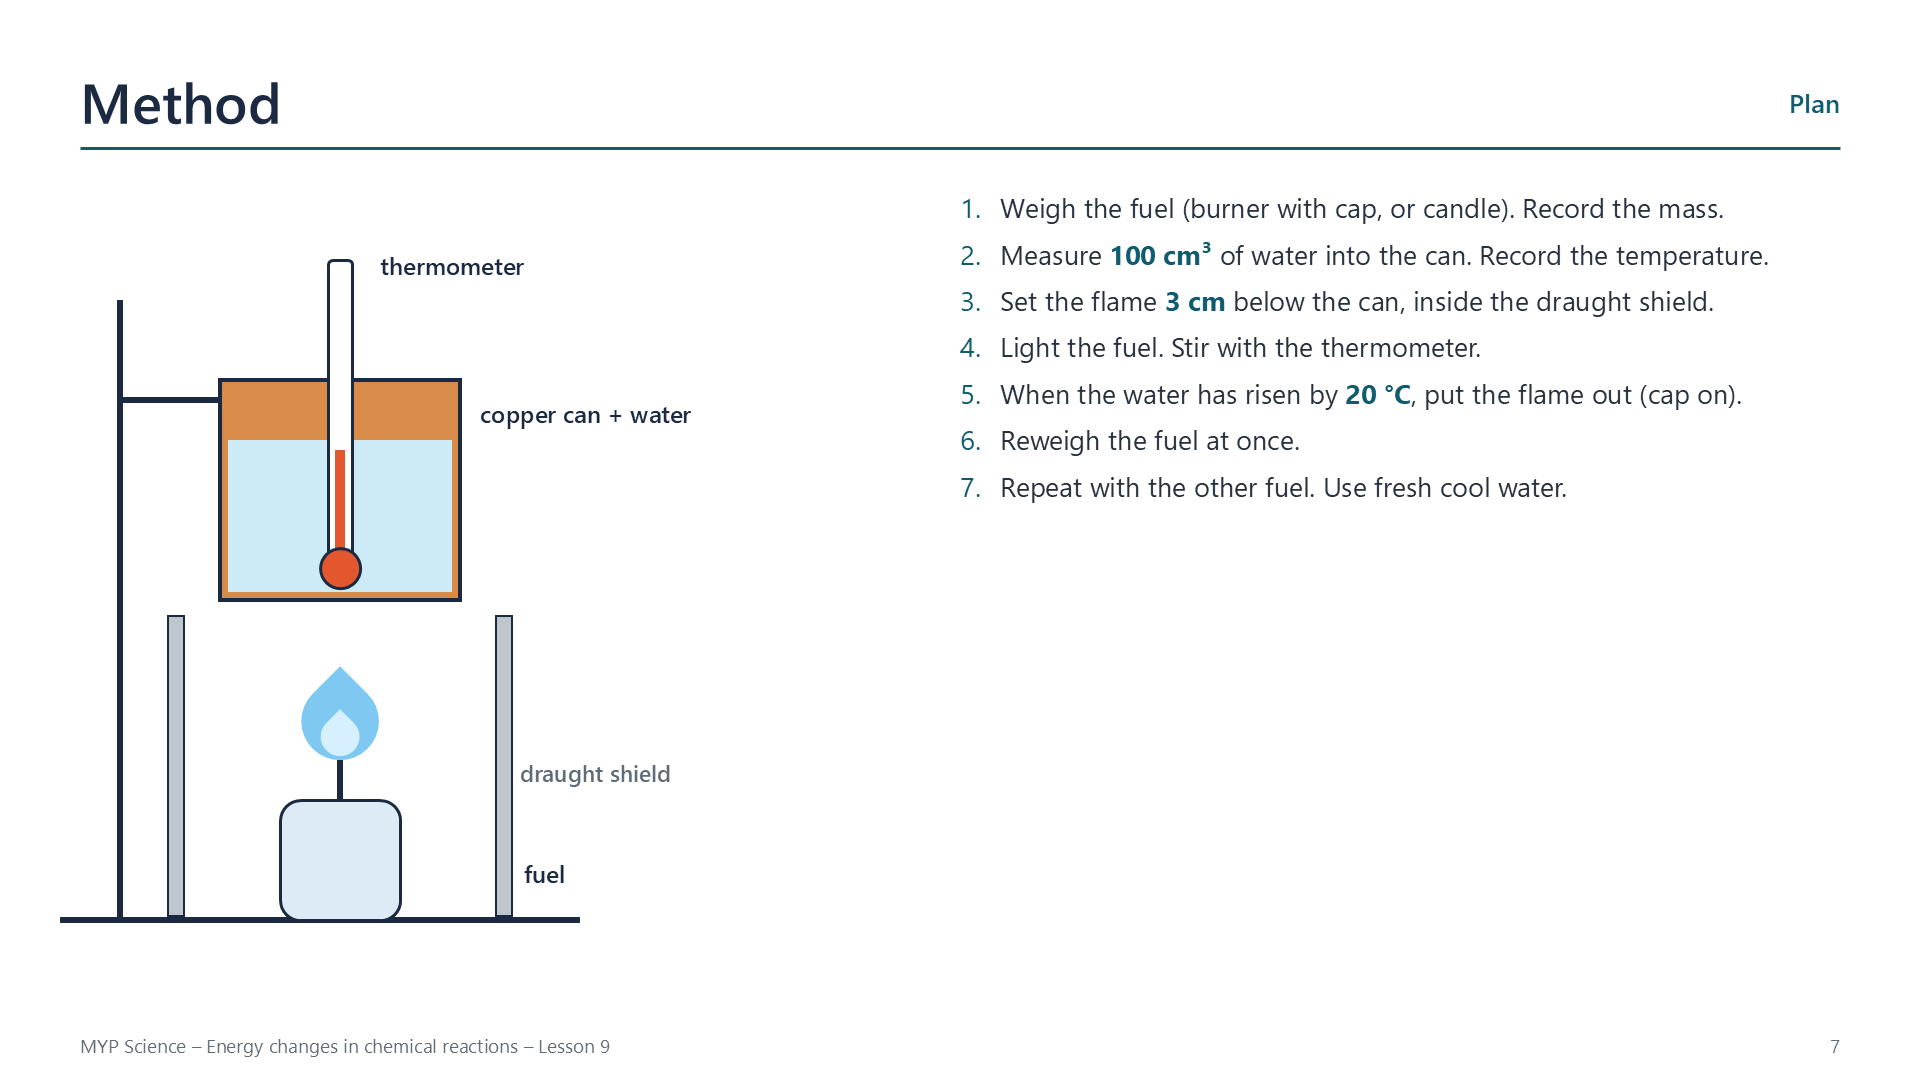 Method
Plan
thermometer
copper can + water
draught shield
fuel
1. Weigh the fuel (burner with cap, or candle). Record the mass.
2. Measure 100 cm³ of water into the can. Record the temperature.
3. Set the flame 3 cm below the can, inside the draught shield.
4. Light the fuel. Stir with the thermometer.
5. When the water has risen by 20 °C, put the flame out (cap on).
6. Reweigh the fuel at once.
7. Repeat with the other fuel. Use fresh cool water.
MYP Science – Energy changes in chemical reactions – Lesson 9
7